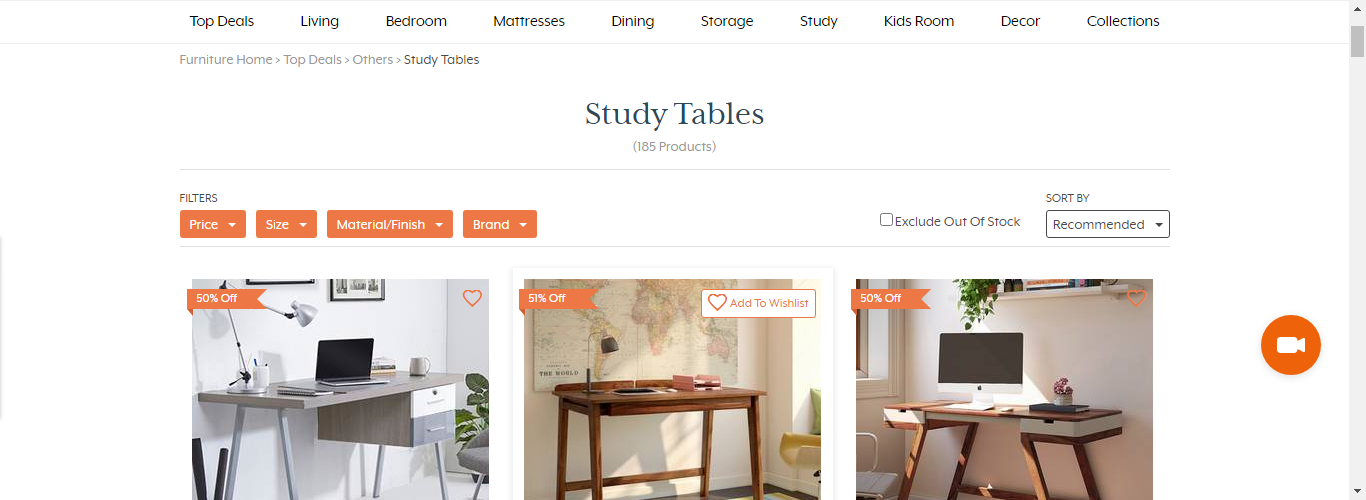 Top Deals Living Bedroom Mattresses Dining Storage Study Kids Room Decor Collections
Furniture Home > Top Deals > Others > Study Tables
Study Tables
(185 Products)
FILTERS
SORT BY
Price Size Material/Finish Brand
Exclude Out Of Stock
Recommended
50% Off
51% Off
Add To Wishlist
50% Off
THE WORLD